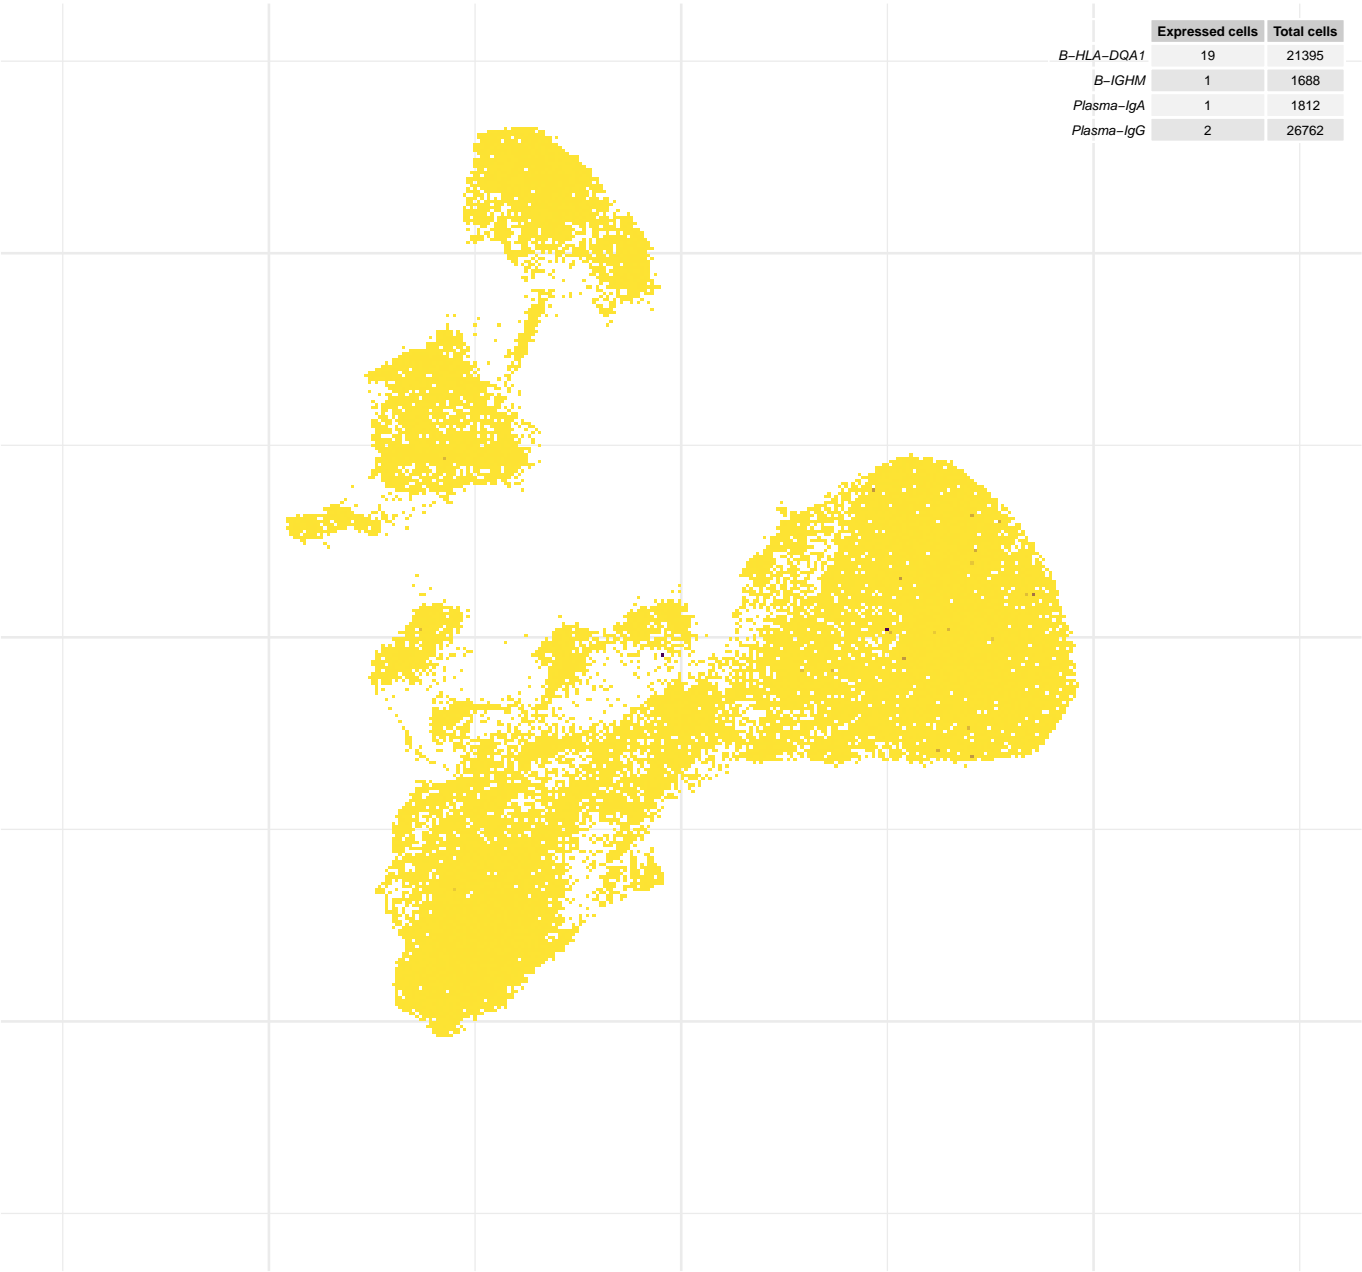 Expressed cells Total cells
B–HLA–DQA1 19 21395
B–IGHM 1 1688
Plasma–IgA 1 1812
Plasma–IgG 2 26762